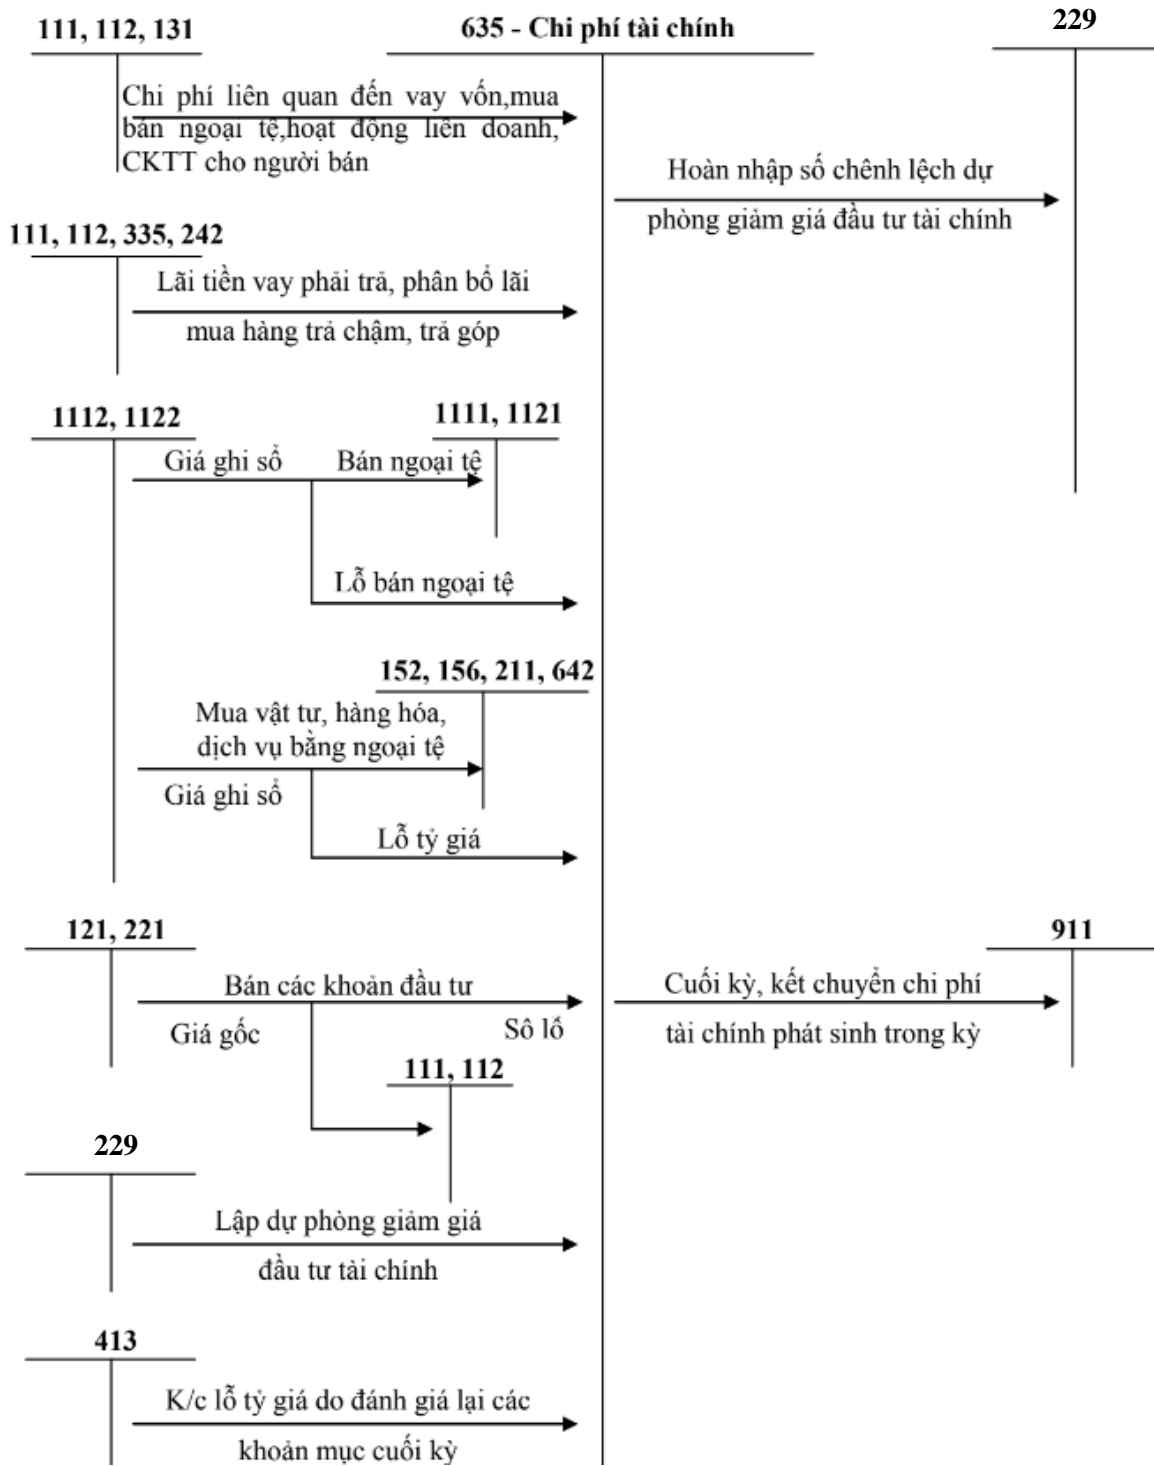 111, 112, 131
635 - Chi phí tài chính
229
Chi phí liên quan đến vay vốn,mua
bán ngoại tệ,hoạt động liên doanh,
CKTT cho người bán
Hoàn nhập số chênh lệch dự
phòng giảm giá đầu tư tài chính
111, 112, 335, 242
Lãi tiền vay phải trả, phân bổ lãi
mua hàng trả chậm, trả góp
1112, 1122
1111, 1121
Giá ghi sổ
Bán ngoại tệ
Lỗ bán ngoại tệ
152, 156, 211, 642
Mua vật tư, hàng hóa,
dịch vụ bằng ngoại tệ
Giá ghi sổ
Lỗ tỷ giá
121, 221
911
Bán các khoản đầu tư
Giá gốc
Sô lố
Cuối kỳ, kết chuyển chi phí
tài chính phát sinh trong kỳ
111, 112
229
Lập dự phòng giảm giá
đầu tư tài chính
413
K/c lỗ tỷ giá do đánh giá lại các
khoản mục cuối kỳ